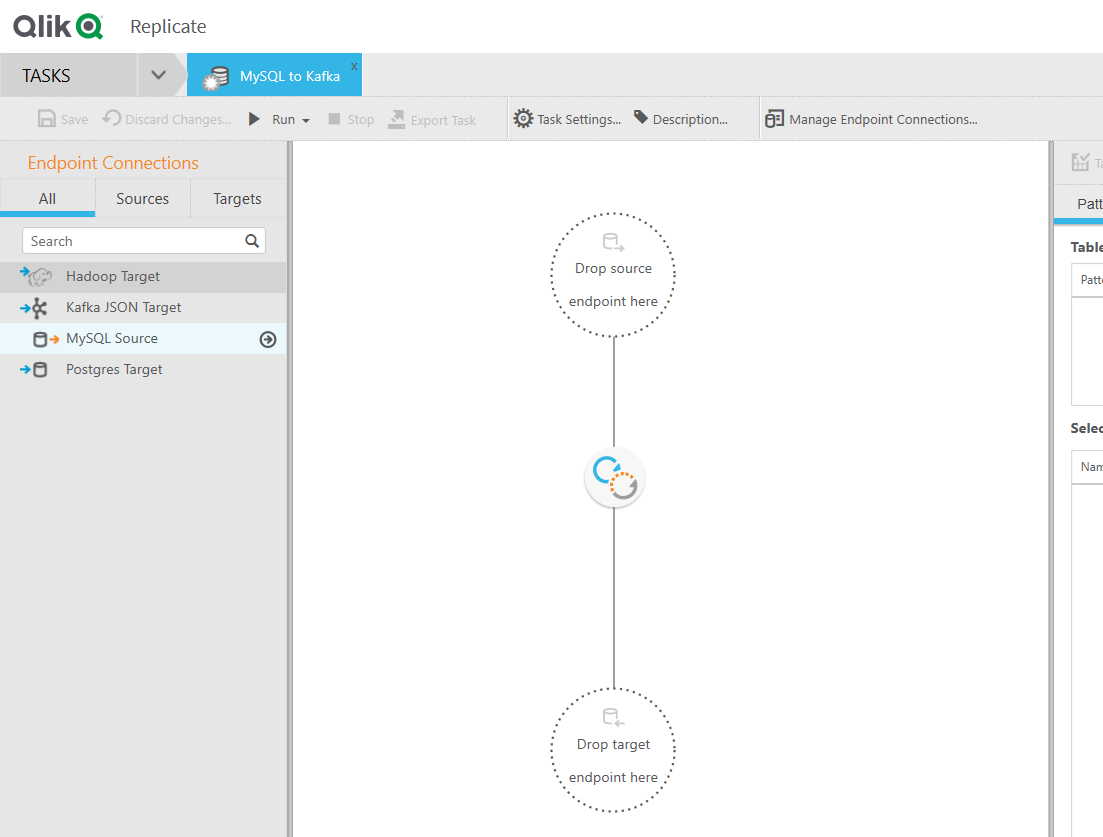 Qlik Replicate
TASKS
MySQL to Kafka x
Save Discard Changes... Run Stop Export Task Task Settings... Description... Manage Endpoint Connections...
Endpoint Connections
All Sources Targets
Search
Hadoop Target
Kafka JSON Target
MySQL Source
Postgres Target
Drop source
endpoint here
Drop target
endpoint here
Ta
Patt
Table
Patte
Selec
Nam